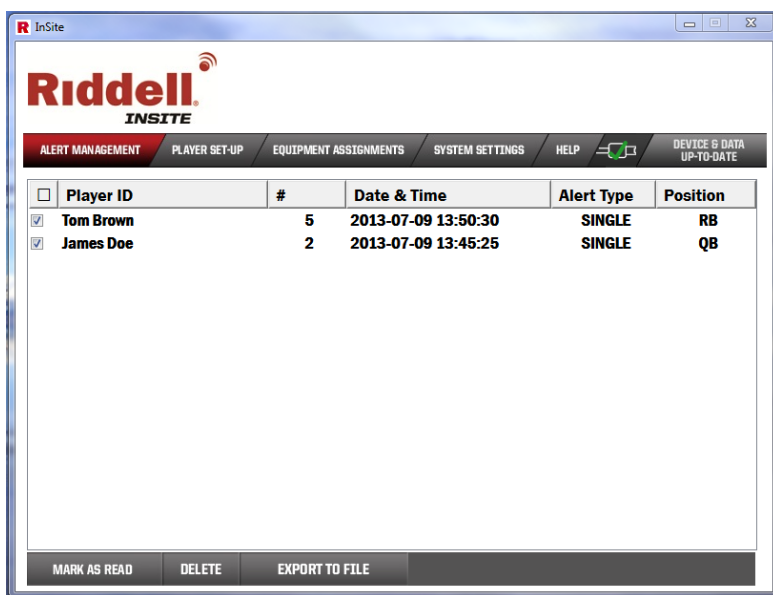 R InSite
Riddell
INSITE
ALERT MANAGEMENT PLAYER SET-UP EQUIPMENT ASSIGNMENTS SYSTEM SETTINGS HELP DEVICE & DATA
UP-TO-DATE
Player ID # Date & Time Alert Type Position
Tom Brown 5 2013-07-09 13:50:30 SINGLE RB
James Doe 2 2013-07-09 13:45:25 SINGLE QB
MARK AS READ DELETE EXPORT TO FILE